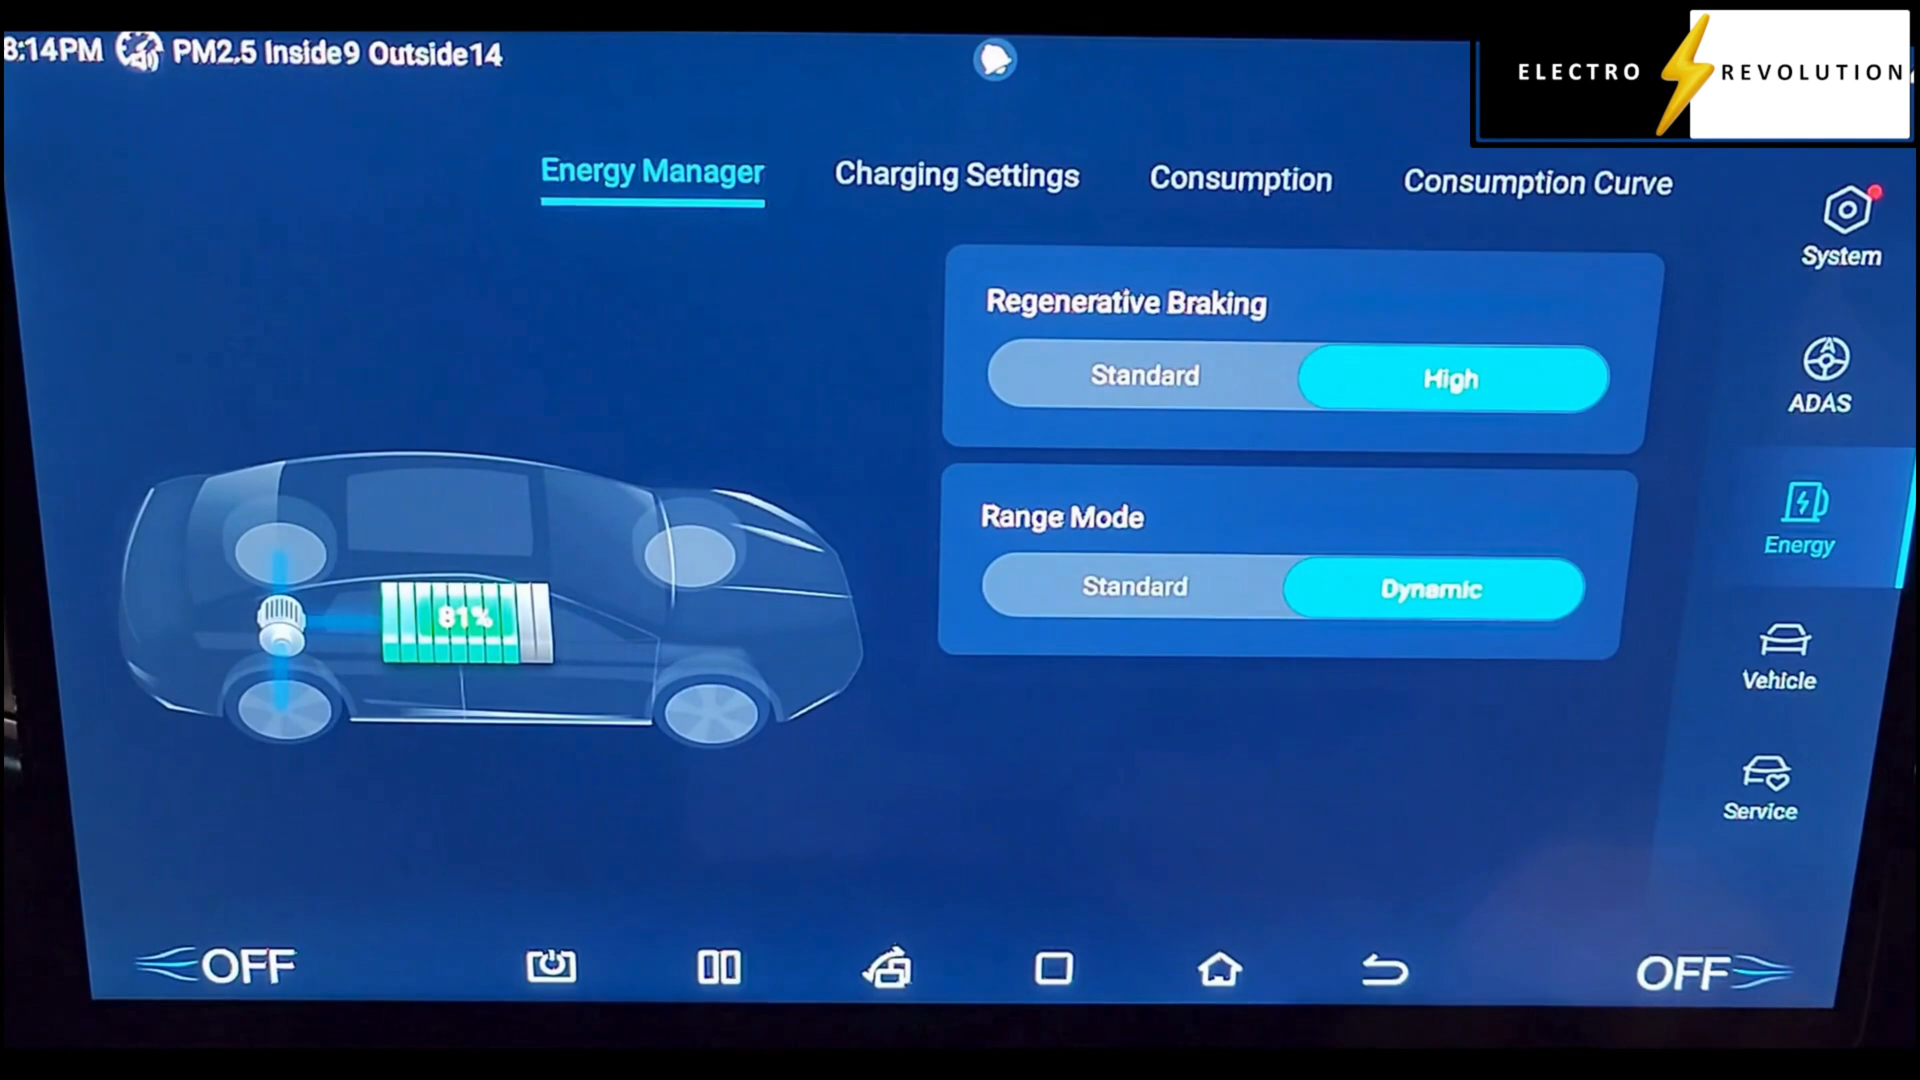 8:14PM PM2.5 Inside9 Outside14
ELECTRO REVOLUTION
Energy Manager Charging Settings Consumption Consumption Curve
System
Regenerative Braking
Standard High
ADAS
Range Mode
Standard Dynamic
Energy
81%
Vehicle
Service
OFF OFF